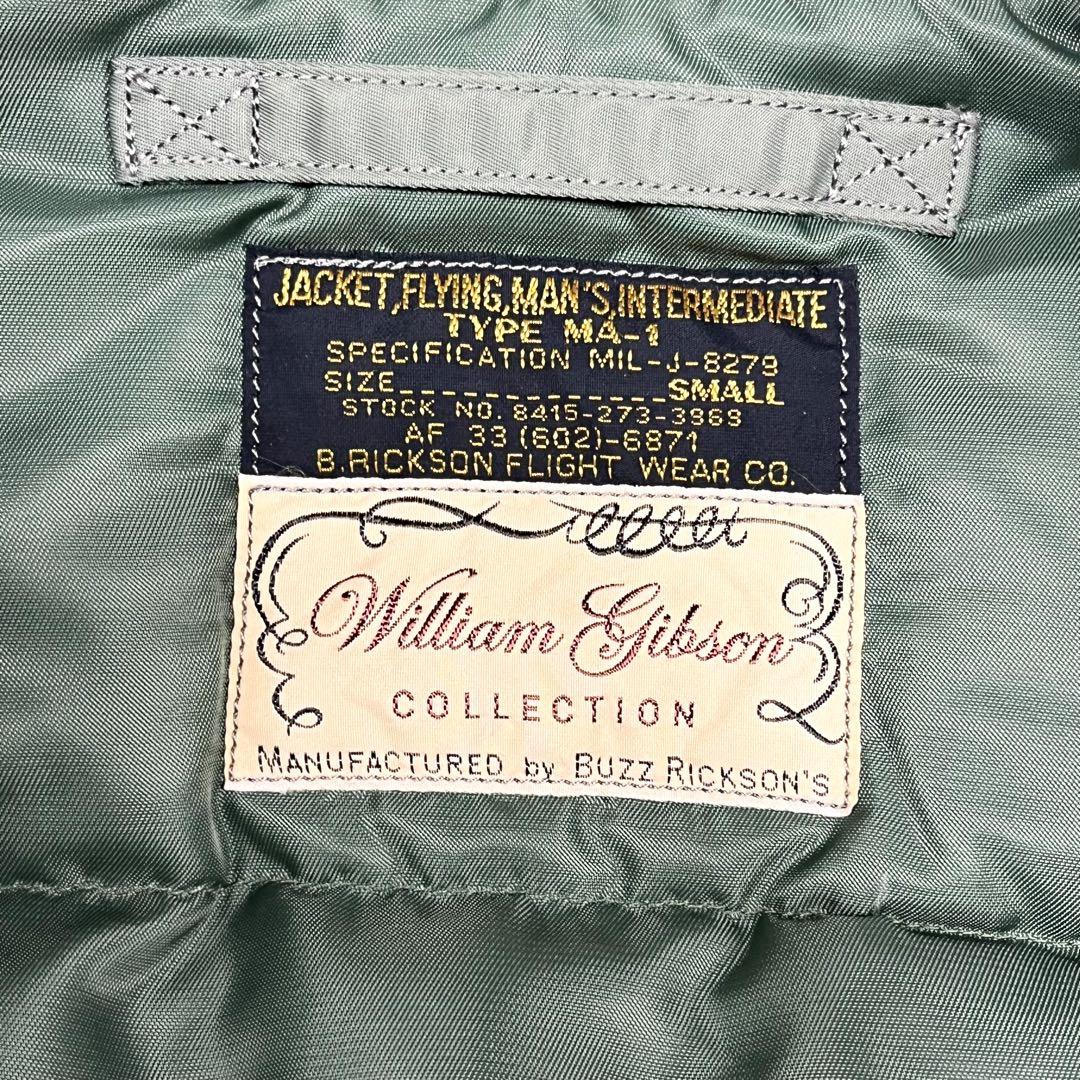 JACKET,FLYING,MAN'S,INTERMEDIATE
TYPE MA-1
SPECIFICATION MIL-J-8279
SIZE______________SMALL
STOCK NO. 8415-273-3969
AF 33 (602)-6871
B.RICKSON FLIGHT WEAR CO.
William Gibson
COLLECTION
MANUFACTURED by BUZZ RICKSON'S